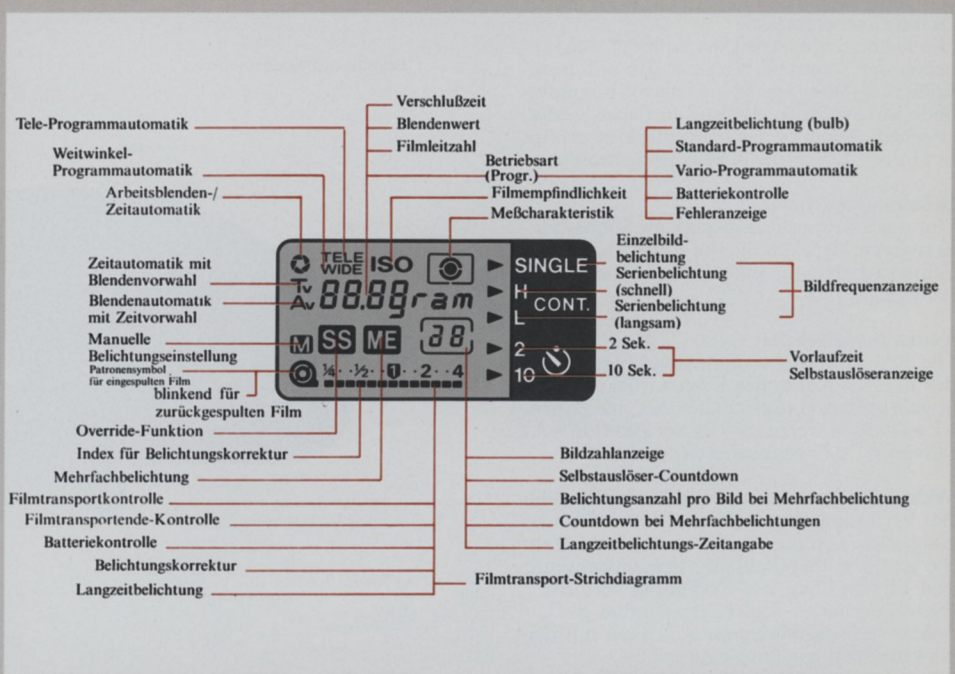 Verschlußzeit
Blendenwert
Filmleitzahl
Tele-Programmautomatik
Weitwinkel-
Programmautomatik
Arbeitsblenden-/
Zeitautomatik
Betriebsart
(Progr.)
Filmempfindlichkeit
Meßcharakteristik
Langzeitbelichtung (bulb)
Standard-Programmautomatik
Vario-Programmautomatik
Batteriekontrolle
Fehleranzeige
Zeitautomatik mit
Blendenvorwahl
Blendenautomatik
mit Zeitvorwahl
Manuelle
Belichtungseinstellung
Patronensymbol
für eingespulten Film
blinkend für
zurückgespulten Film
TELE
WIDE
ISO
Tv
Av
88.88gram
M
SS
ME
38
¼··½··1··2··4
SINGLE
H
CONT.
L
2
10
Einzelbild-
belichtung
Serienbelichtung
(schnell)
Serienbelichtung
(langsam)
Bildfrequenzanzeige
2 Sek.
10 Sek.
Vorlaufzeit
Selbstauslöseranzeige
Override-Funktion
Index für Belichtungskorrektur
Mehrfachbelichtung
Filmtransportkontrolle
Filmtransportende-Kontrolle
Batteriekontrolle
Belichtungskorrektur
Langzeitbelichtung
Bildzahlanzeige
Selbstauslöser-Countdown
Belichtungsanzahl pro Bild bei Mehrfachbelichtung
Countdown bei Mehrfachbelichtungen
Langzeitbelichtungs-Zeitangabe
Filmtransport-Strichdiagramm